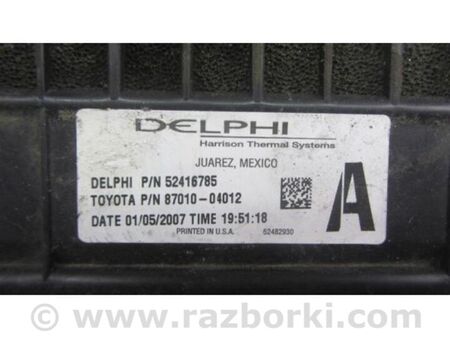 DELPHI
Harrison Thermal Systems
JUAREZ, MEXICO
DELPHI P/N 52416785
TOYOTA P/N 87010-04012
DATE 01/05/2007 TIME 19:51:18
PRINTED IN U.S.A. 52482930
A
© www.razborki.com